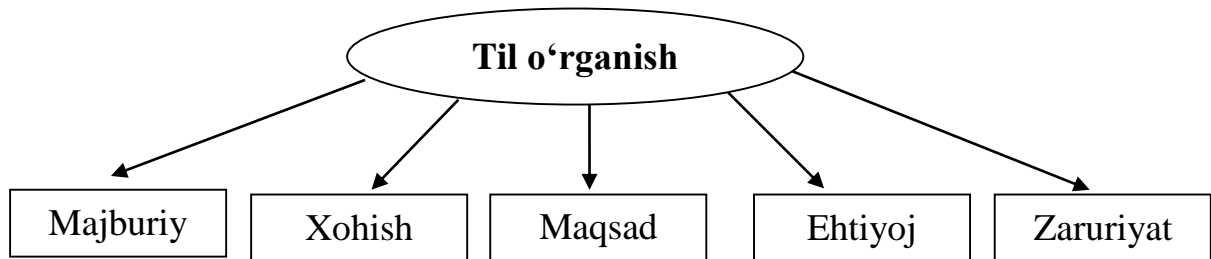 Til o‘rganish
Majburiy
Xohish
Maqsad
Ehtiyoj
Zaruriyat